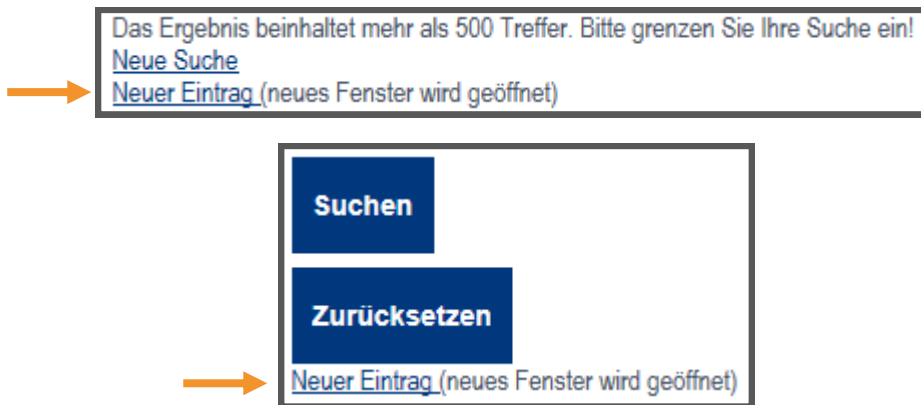 Das Ergebnis beinhaltet mehr als 500 Treffer. Bitte grenzen Sie Ihre Suche ein!
Neue Suche
Neuer Eintrag (neues Fenster wird geöffnet)
Suchen
Zurücksetzen
Neuer Eintrag (neues Fenster wird geöffnet)